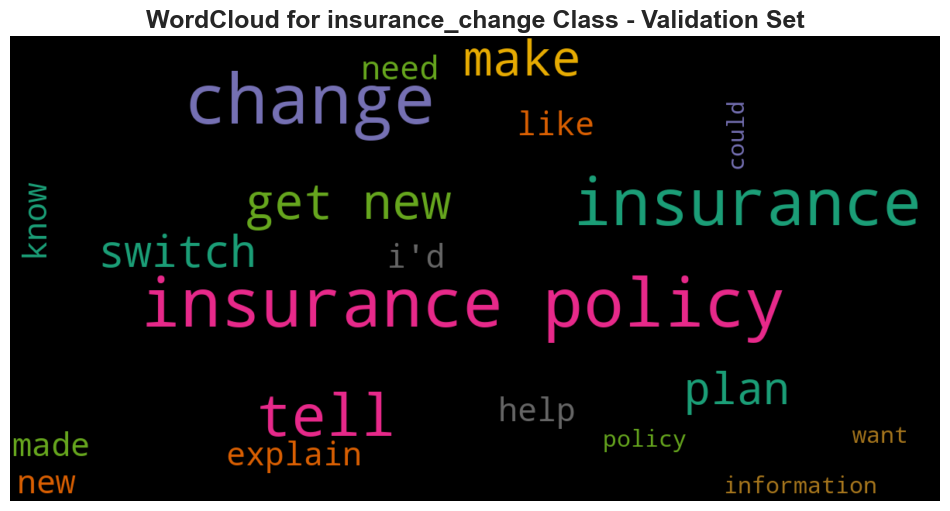 WordCloud for insurance_change Class - Validation Set
make
need
change
like
could
know
get new
insurance
switch
i'd
insurance policy
plan
tell
help
made
explain
policy
want
new
information